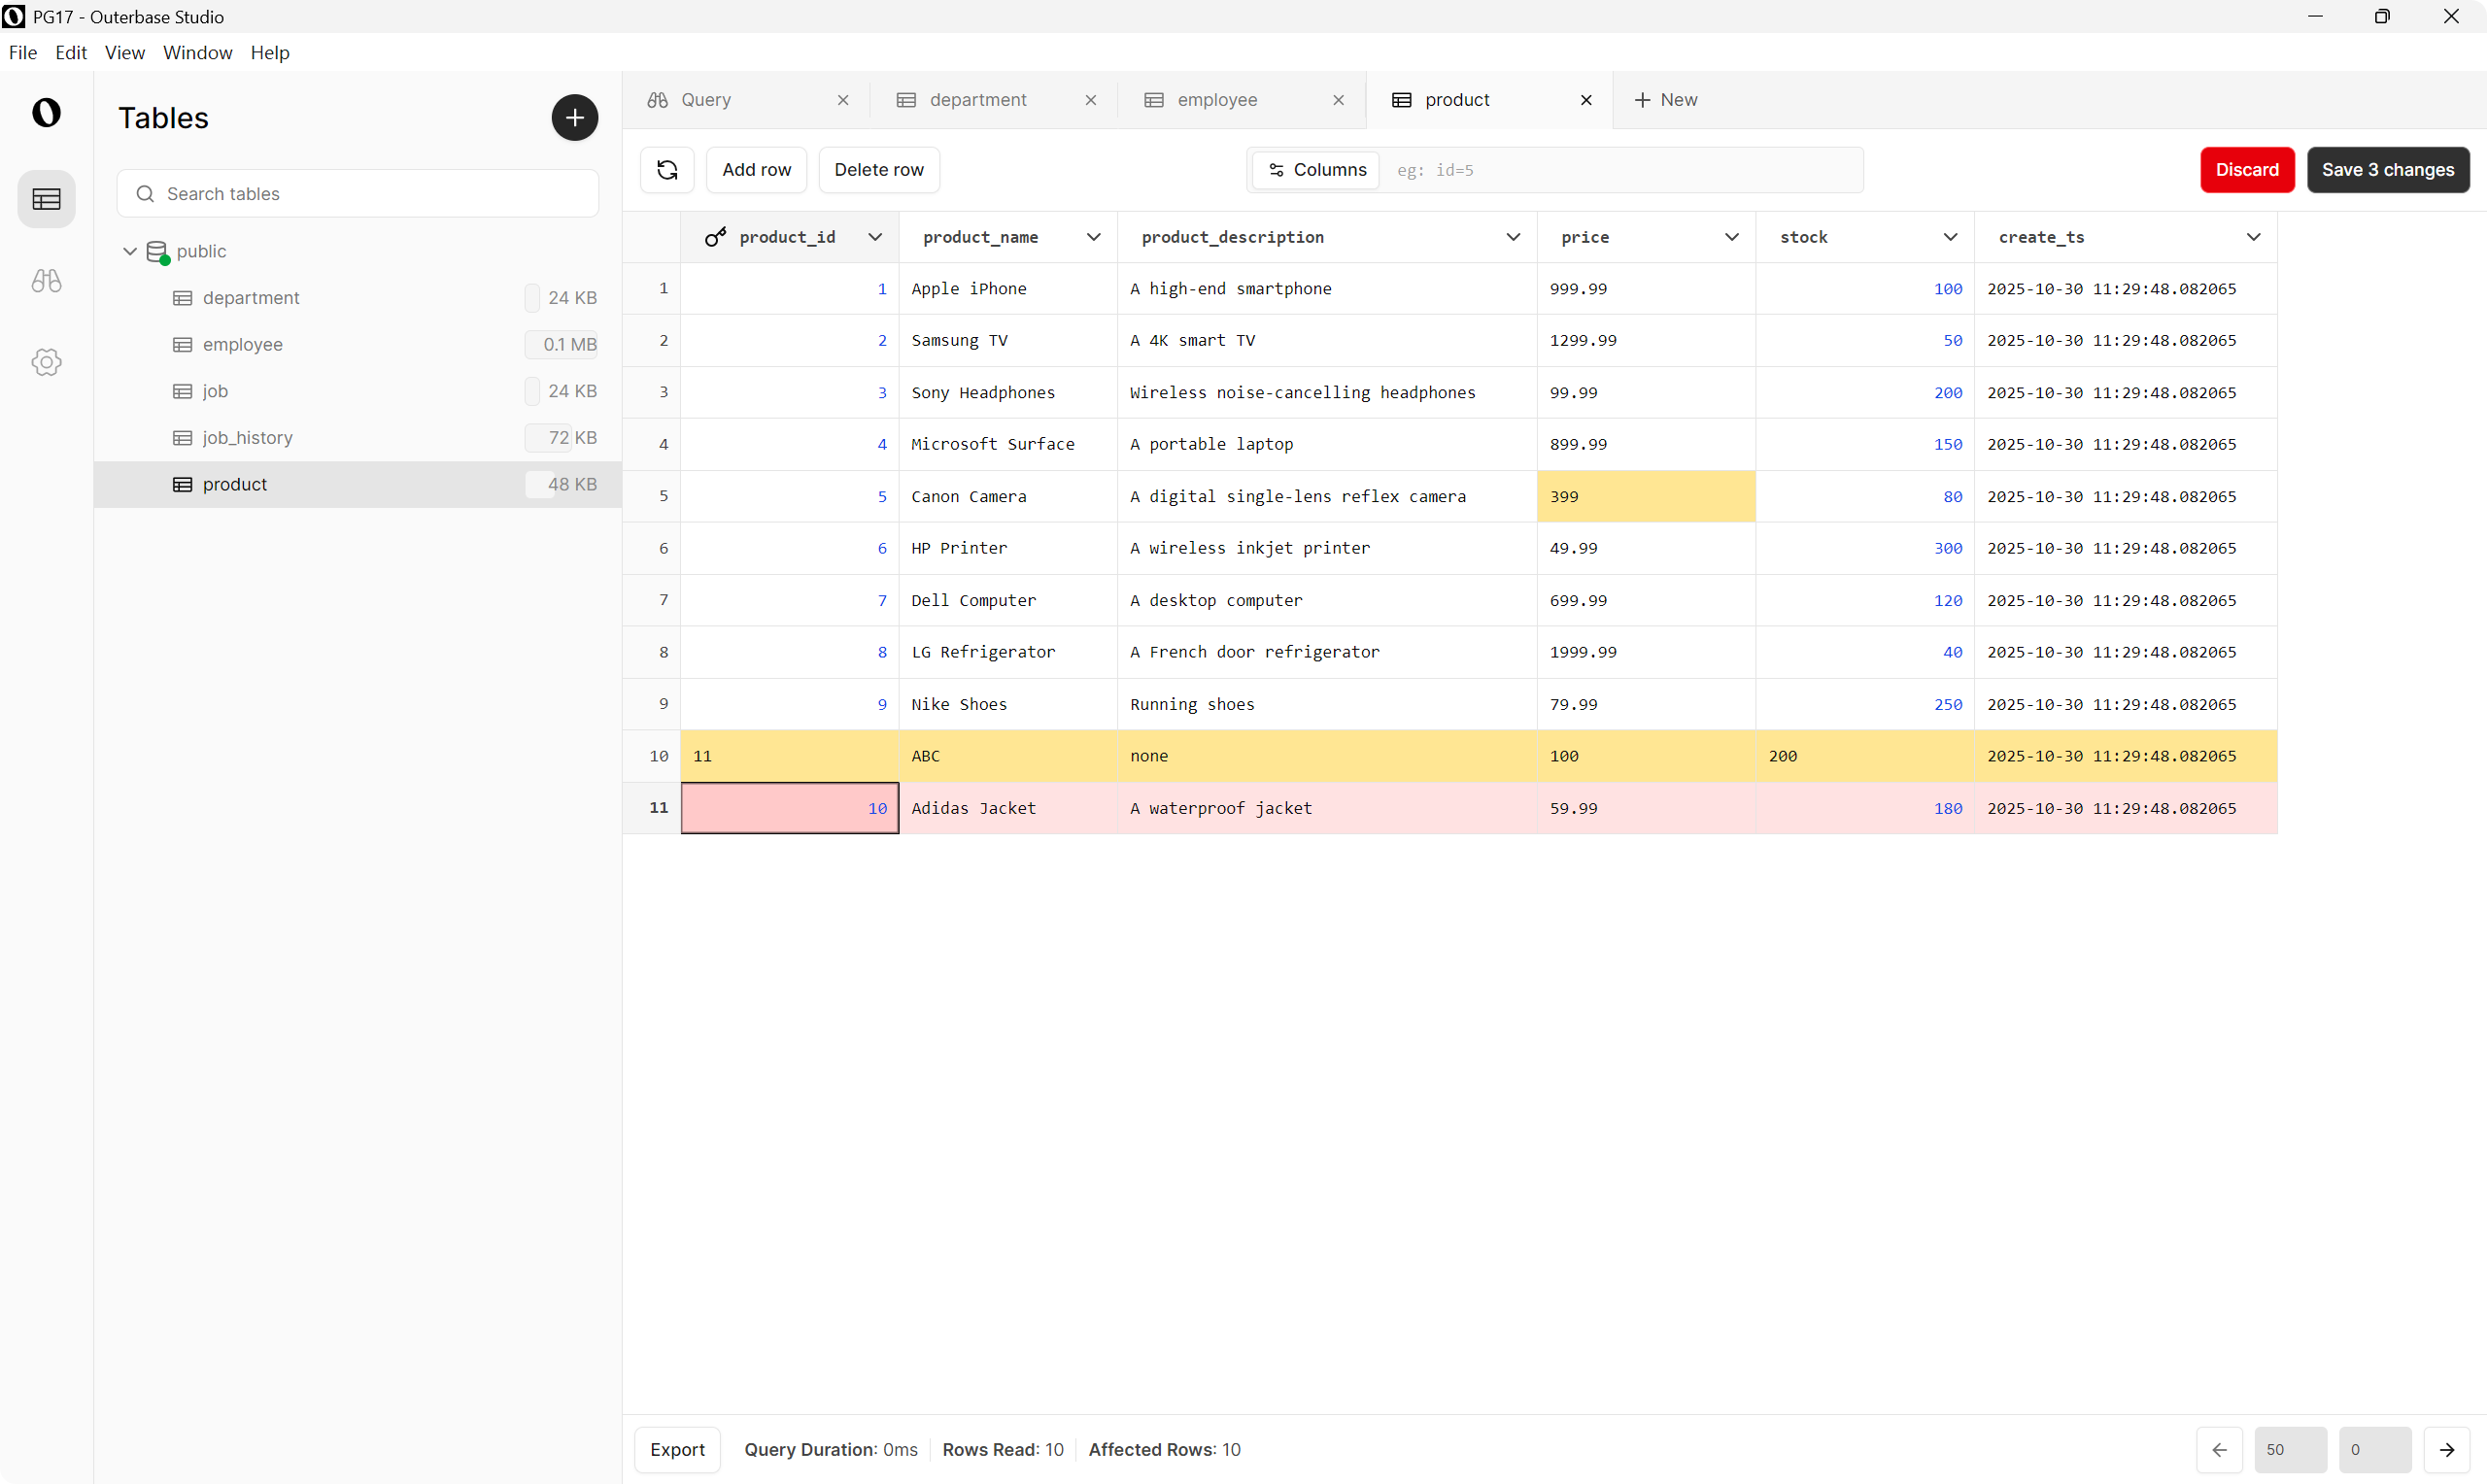 PG17 - Outerbase Studio
File Edit View Window Help
Tables
Search tables
public
department 24 KB
employee 0.1 MB
job 24 KB
job_history 72 KB
product 48 KB
Query department employee product New
Add row Delete row Columns eg: id=5 Discard Save 3 changes
product_id product_name product_description price stock create_ts
1 1 Apple iPhone A high-end smartphone 999.99 100 2025-10-30 11:29:48.082065
2 2 Samsung TV A 4K smart TV 1299.99 50 2025-10-30 11:29:48.082065
3 3 Sony Headphones Wireless noise-cancelling headphones 99.99 200 2025-10-30 11:29:48.082065
4 4 Microsoft Surface A portable laptop 899.99 150 2025-10-30 11:29:48.082065
5 5 Canon Camera A digital single-lens reflex camera 399 80 2025-10-30 11:29:48.082065
6 6 HP Printer A wireless inkjet printer 49.99 300 2025-10-30 11:29:48.082065
7 7 Dell Computer A desktop computer 699.99 120 2025-10-30 11:29:48.082065
8 8 LG Refrigerator A French door refrigerator 1999.99 40 2025-10-30 11:29:48.082065
9 9 Nike Shoes Running shoes 79.99 250 2025-10-30 11:29:48.082065
10 11 ABC none 100 200 2025-10-30 11:29:48.082065
11 10 Adidas Jacket A waterproof jacket 59.99 180 2025-10-30 11:29:48.082065
Export Query Duration: 0ms Rows Read: 10 Affected Rows: 10 50 0